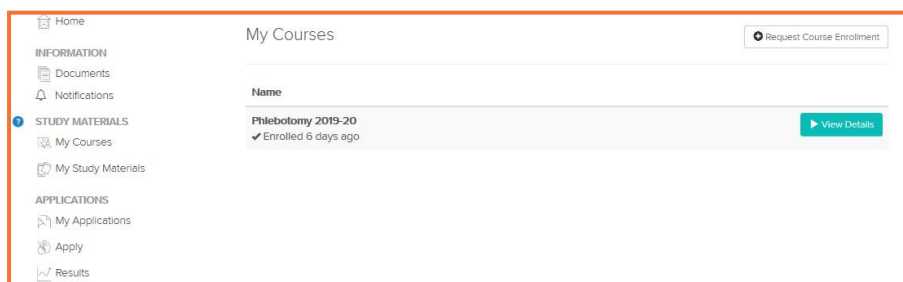 Home
INFORMATION
Documents
Notifications
? STUDY MATERIALS
My Courses
My Study Materials
APPLICATIONS
My Applications
Apply
Results
My Courses
Request Course Enrollment
Name
Phlebotomy 2019-20
Enrolled 6 days ago
View Details